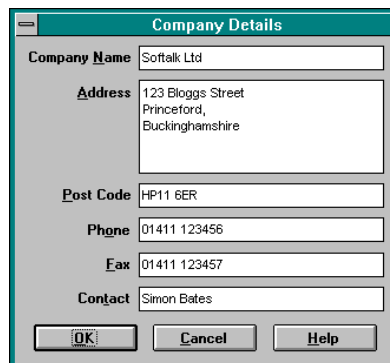 Company Details
Company Name Softalk Ltd
Address 123 Bloggs Street
Princeford,
Buckinghamshire
Post Code HP11 6ER
Phone 01411 123456
Fax 01411 123457
Contact Simon Bates
OK Cancel Help